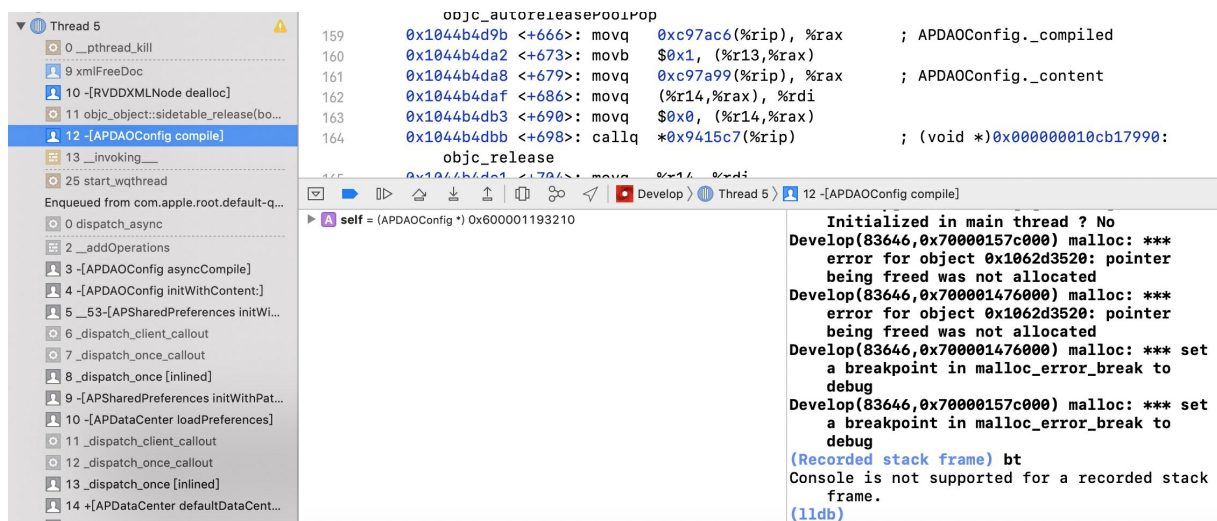 Thread 5
0 __pthread_kill
9 xmlFreeDoc
10 -[RVDDXMLNode dealloc]
11 objc_object::sidetable_release(bo...
12 -[APDAOConfig compile]
13 __invoking___
25 start_wqthread
Enqueued from com.apple.root.default-q...
0 dispatch_async
2 __addOperations
3 -[APDAOConfig asyncCompile]
4 -[APDAOConfig initWithContent:]
5 __53-[APSharedPreferences initWi...
6 _dispatch_client_callout
7 _dispatch_once_callout
8 _dispatch_once [inlined]
9 -[APSharedPreferences initWithPat...
10 -[APDataCenter loadPreferences]
11 _dispatch_client_callout
12 _dispatch_once_callout
13 _dispatch_once [inlined]
14 +[APDataCenter defaultDataCent...
objc_autoreleasePoolPop
159 0x1044b4d9b <+666>: movq 0xc97ac6(%rip), %rax ; APDAOConfig._compiled
160 0x1044b4da2 <+673>: movb $0x1, (%r13,%rax)
161 0x1044b4da8 <+679>: movq 0xc97a99(%rip), %rax ; APDAOConfig._content
162 0x1044b4daf <+686>: movq (%r14,%rax), %rdi
163 0x1044b4db3 <+690>: movq $0x0, (%r14,%rax)
164 0x1044b4dbb <+698>: callq *0x9415c7(%rip) ; (void *)0x000000010cb17990:
objc_release
Develop > Thread 5 > 12 -[APDAOConfig compile]
A self = (APDAOConfig *) 0x600001193210
Initialized in main thread ? No
Develop(83646,0x70000157c000) malloc: ***
error for object 0x1062d3520: pointer
being freed was not allocated
Develop(83646,0x700001476000) malloc: ***
error for object 0x1062d3520: pointer
being freed was not allocated
Develop(83646,0x700001476000) malloc: *** set
a breakpoint in malloc_error_break to
debug
Develop(83646,0x70000157c000) malloc: *** set
a breakpoint in malloc_error_break to
debug
(Recorded stack frame) bt
Console is not supported for a recorded stack
frame.
(lldb)